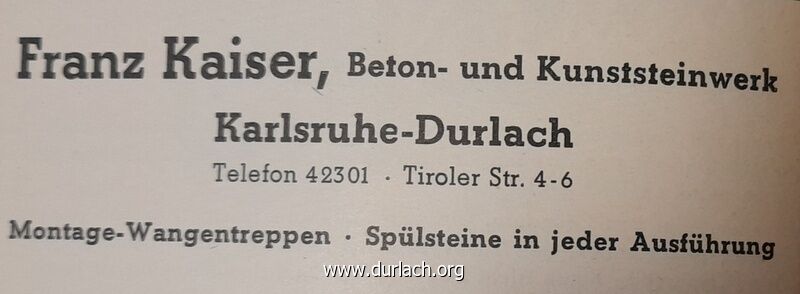 Franz Kaiser, Beton- und Kunststeinwerk
Karlsruhe-Durlach
Telefon 42301 · Tiroler Str. 4-6
Montage-Wangentreppen · Spülsteine in jeder Ausführung
www.durlach.org